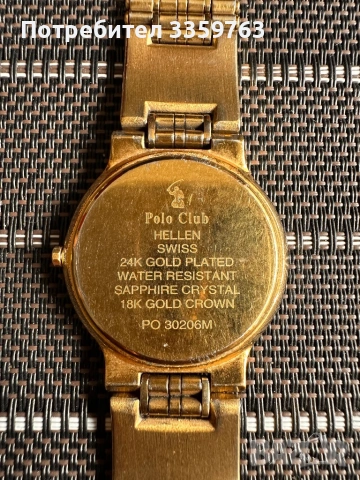 Потребител 3359763
Polo Club
HELLEN
SWISS
24K GOLD PLATED
WATER RESISTANT
SAPPHIRE CRYSTAL
18K GOLD CROWN
PO 30206M